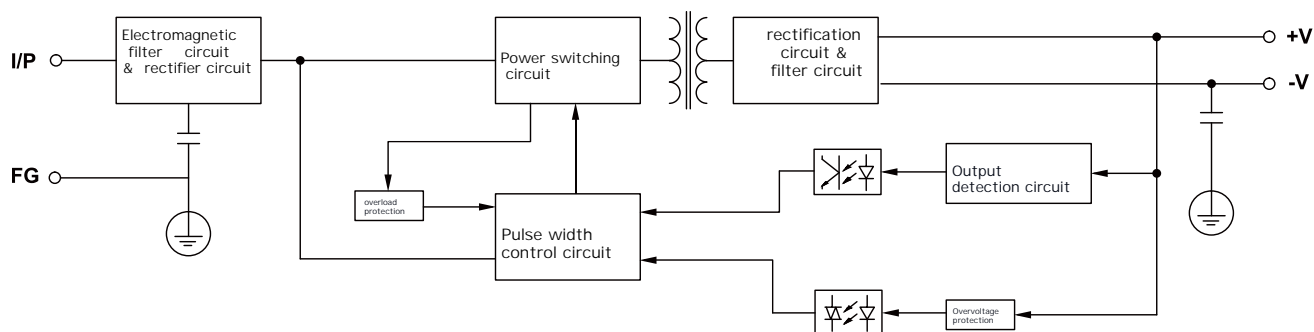 I/P
Electromagnetic
filter circuit
& rectifier circuit
Power switching
circuit
rectification
circuit &
filter circuit
+V
-V
FG
overload
protection
Pulse width
control circuit
Output
detection circuit
Overvoltage
protection